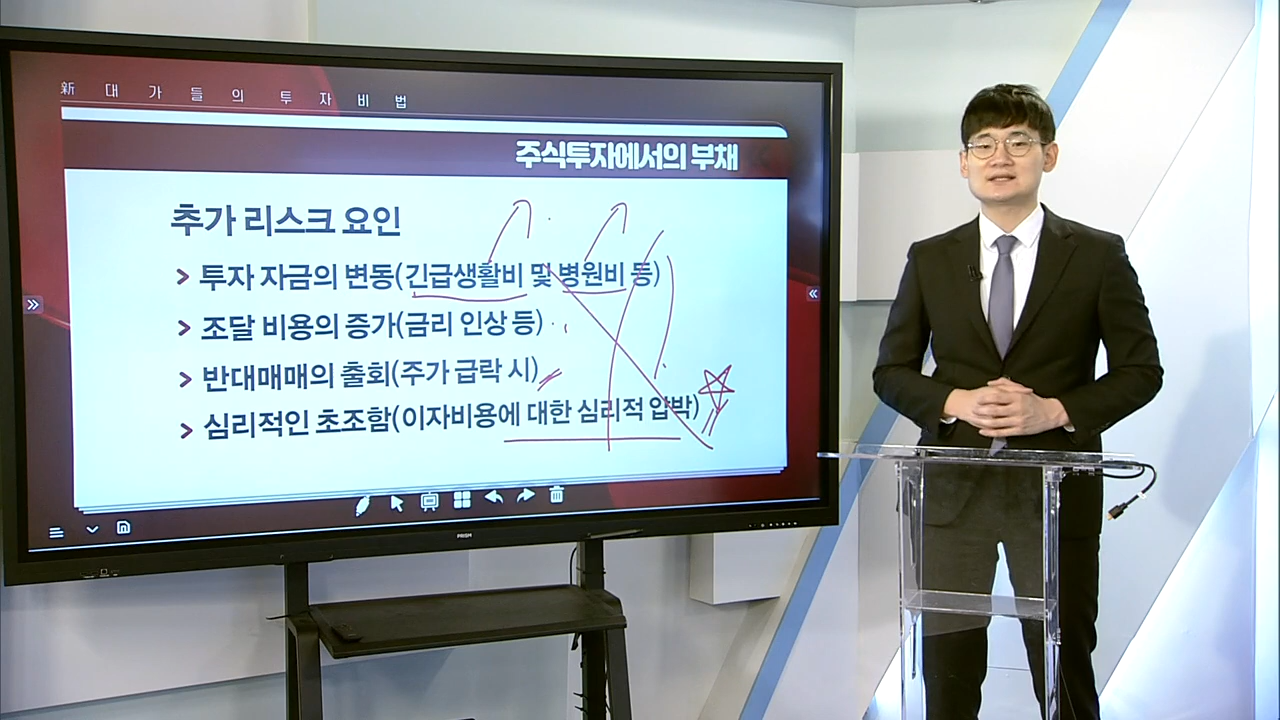 新 대 가 들 의 투 자 비 법
주식투자에서의 부채
추가 리스크 요인
투자 자금의 변동(긴급생활비 및 병원비 등)
조달 비용의 증가(금리 인상 등)
반대매매의 출회(주가 급락 시)
심리적인 초조함(이자비용에 대한 심리적 압박)
PRISM